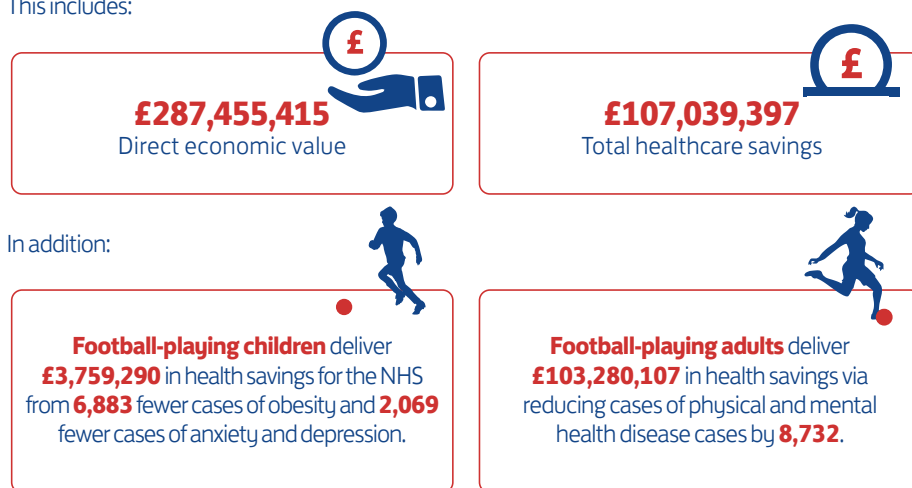 This includes:
£
£287,455,415
Direct economic value
£
£107,039,397
Total healthcare savings
In addition:
Football-playing children deliver
£3,759,290 in health savings for the NHS
from 6,883 fewer cases of obesity and 2,069
fewer cases of anxiety and depression.
Football-playing adults deliver
£103,280,107 in health savings via
reducing cases of physical and mental
health disease cases by 8,732.